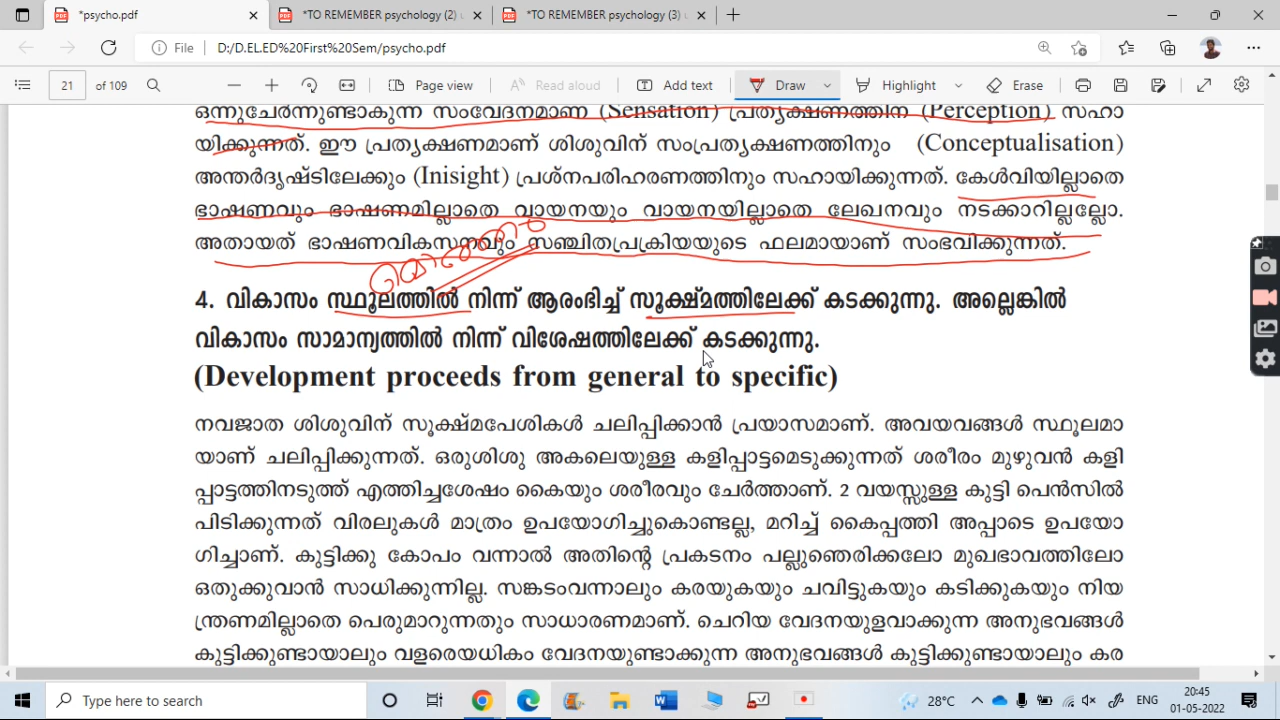 *psycho.pdf
*TO REMEMBER psychology (2)
*TO REMEMBER psychology (3)
File
D:/D.EL.ED%20First%20Sem/psycho.pdf
21 of 109
Page view
Read aloud
Add text
Draw
Highlight
Erase
ഒന്നുചേർന്നുണ്ടാകുന്ന സംവേദനമാണ് (Sensation) പ്രത്യക്ഷണത്തിന് (Perception) സഹാ
യിക്കുന്നത്. ഈ പ്രത്യക്ഷണമാണ് ശിശുവിന് സംപ്രത്യക്ഷണത്തിനും (Conceptualisation)
അന്തർദൃഷ്ടിലേക്കും (Inisight) പ്രശ്നപരിഹരണത്തിനും സഹായിക്കുന്നത്. കേൾവിയില്ലാതെ
ഭാഷണവും ഭാഷണമില്ലാതെ വായനയും വായനയില്ലാതെ ലേഖനവും നടക്കാറില്ലല്ലോ.
അതായത് ഭാഷണവികസനവും സഞ്ചിതപ്രക്രിയയുടെ ഫലമായാണ് സംഭവിക്കുന്നത്.
4. വികാസം സ്ഥൂലത്തിൽ നിന്ന് ആരംഭിച്ച് സൂക്ഷ്മത്തിലേക്ക് കടക്കുന്നു. അല്ലെങ്കിൽ
വികാസം സാമാന്യത്തിൽ നിന്ന് വിശേഷത്തിലേക്ക് കടക്കുന്നു.
(Development proceeds from general to specific)
നവജാത ശിശുവിന് സൂക്ഷ്മപേശികൾ ചലിപ്പിക്കാൻ പ്രയാസമാണ്. അവയവങ്ങൾ സ്ഥൂലമാ
യാണ് ചലിപ്പിക്കുന്നത്. ഒരുശിശു അകലെയുള്ള കളിപ്പാട്ടമെടുക്കുന്നത് ശരീരം മുഴുവൻ കളി
പ്പാട്ടത്തിനടുത്ത് എത്തിച്ചശേഷം കൈയും ശരീരവും ചേർത്താണ്. 2 വയസ്സുള്ള കുട്ടി പെൻസിൽ
പിടിക്കുന്നത് വിരലുകൾ മാത്രം ഉപയോഗിച്ചുകൊണ്ടല്ല, മറിച്ച് കൈപ്പത്തി അപ്പാടെ ഉപയോ
ഗിച്ചാണ്. കുട്ടിക്കു കോപം വന്നാൽ അതിന്റെ പ്രകടനം പല്ലുഞെരിക്കലോ മുഖഭാവത്തിലോ
ഒതുക്കുവാൻ സാധിക്കുന്നില്ല. സങ്കടംവന്നാലും കരയുകയും ചവിട്ടുകയും കടിക്കുകയും നിയ
ന്ത്രണമില്ലാതെ പെരുമാറുന്നതും സാധാരണമാണ്. ചെറിയ വേദനയുളവാക്കുന്ന അനുഭവങ്ങൾ
കുട്ടിക്കുണ്ടായാലും വളരെയധികം വേദനയുണ്ടാക്കുന്ന അനുഭവങ്ങൾ കുട്ടിക്കുണ്ടായാലും കര
Type here to search
28°C
ENG
20:45
01-05-2022